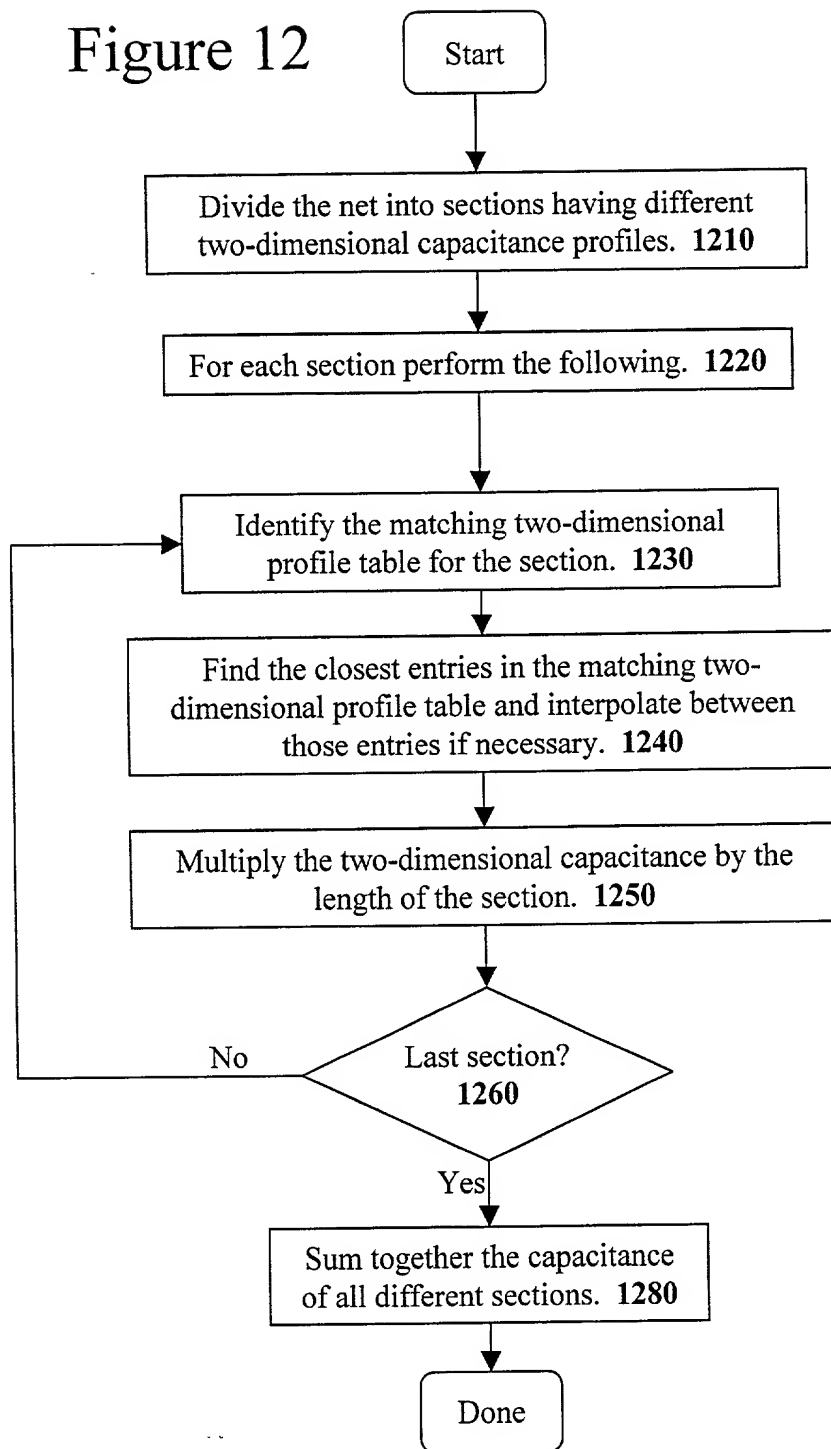 Figure 12
Start
Divide the net into sections having different
two-dimensional capacitance profiles. 1210
For each section perform the following. 1220
Identify the matching two-dimensional
profile table for the section. 1230
Find the closest entries in the matching two-
dimensional profile table and interpolate between
those entries if necessary. 1240
Multiply the two-dimensional capacitance by the
length of the section. 1250
No
Last section?
1260
Yes
Sum together the capacitance
of all different sections. 1280
Done